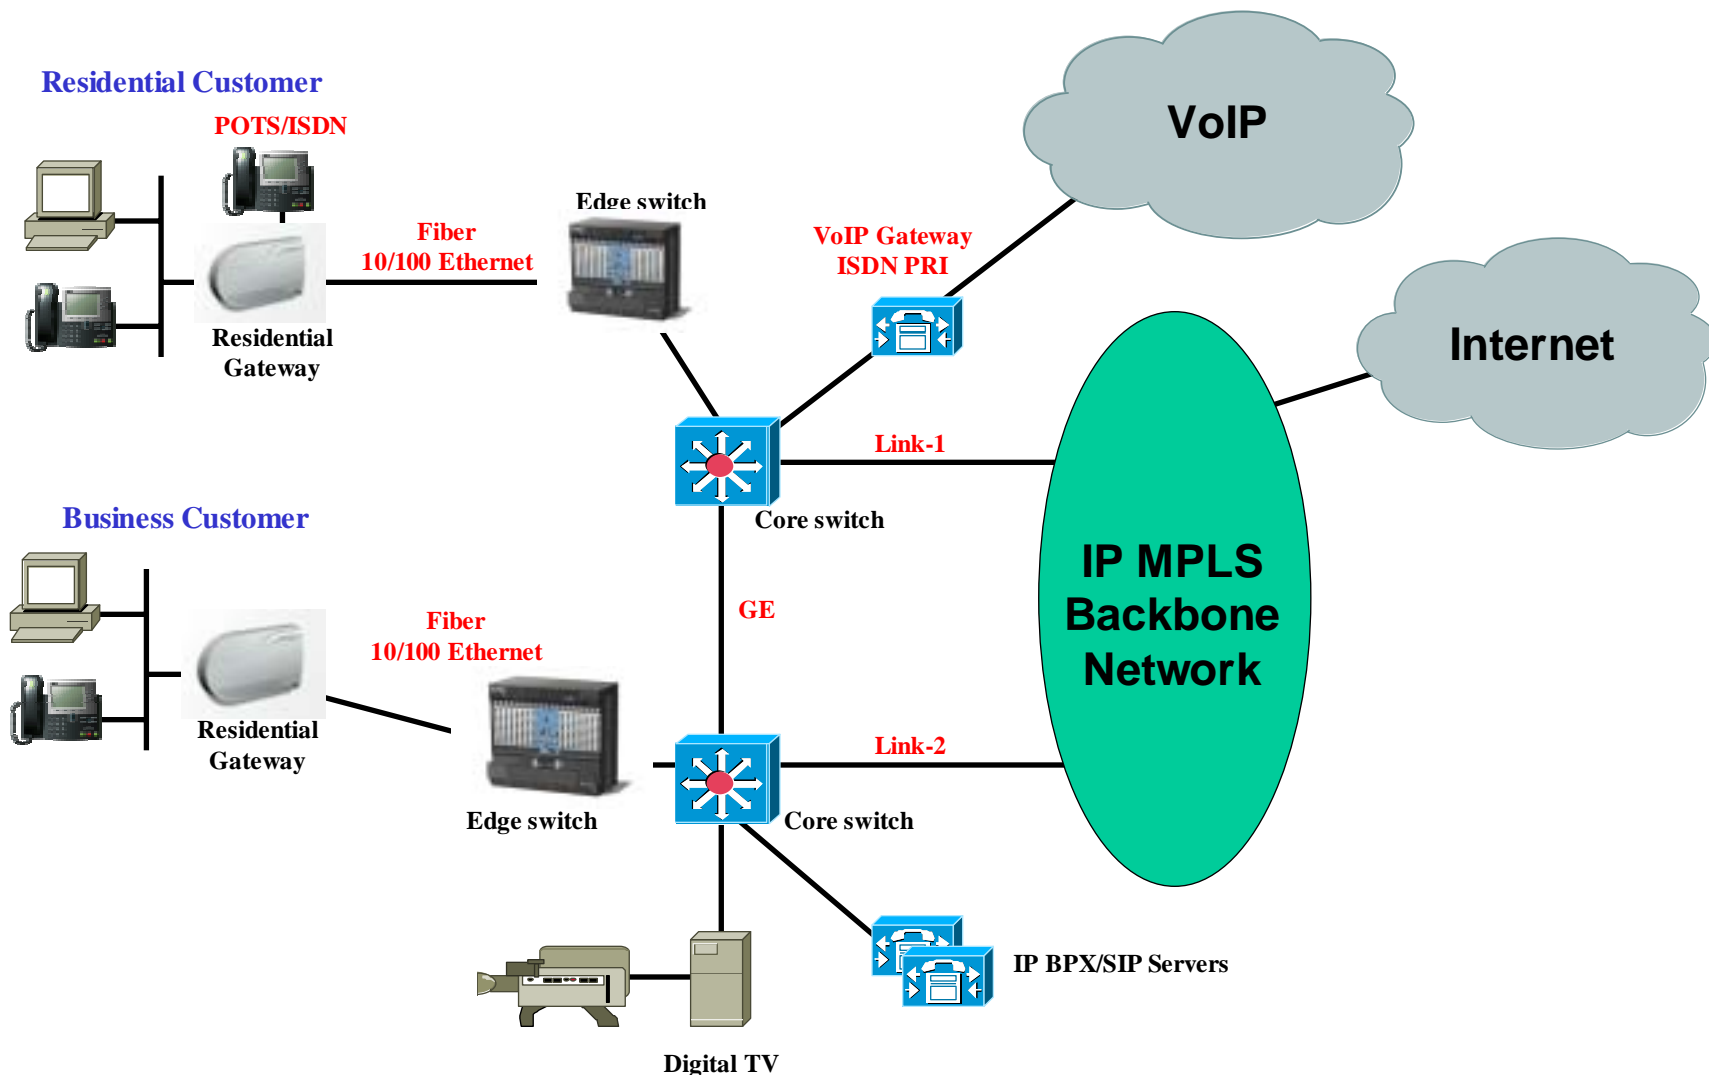 VoIP
Residential Customer
POTS/ISDN
Edge switch
Fiber
10/100 Ethernet
VoIP Gateway
ISDN PRI
Residential
Gateway
Internet
Link-1
Core switch
Business Customer
IP MPLS
Backbone
Network
GE
Fiber
10/100 Ethernet
Residential
Gateway
Link-2
Edge switch
Core switch
IP BPX/SIP Servers
Digital TV